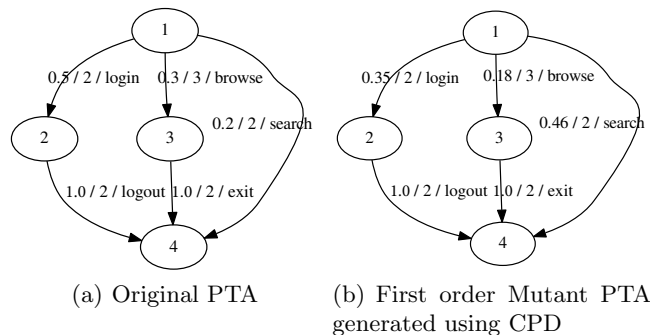 1
0.5 / 2 / login
0.3 / 3 / browse
0.2 / 2 / search
2
3
1.0 / 2 / logout
1.0 / 2 / exit
4
(a) Original PTA
1
0.35 / 2 / login
0.18 / 3 / browse
0.46 / 2 / search
2
3
1.0 / 2 / logout
1.0 / 2 / exit
4
(b) First order Mutant PTA
generated using CPD